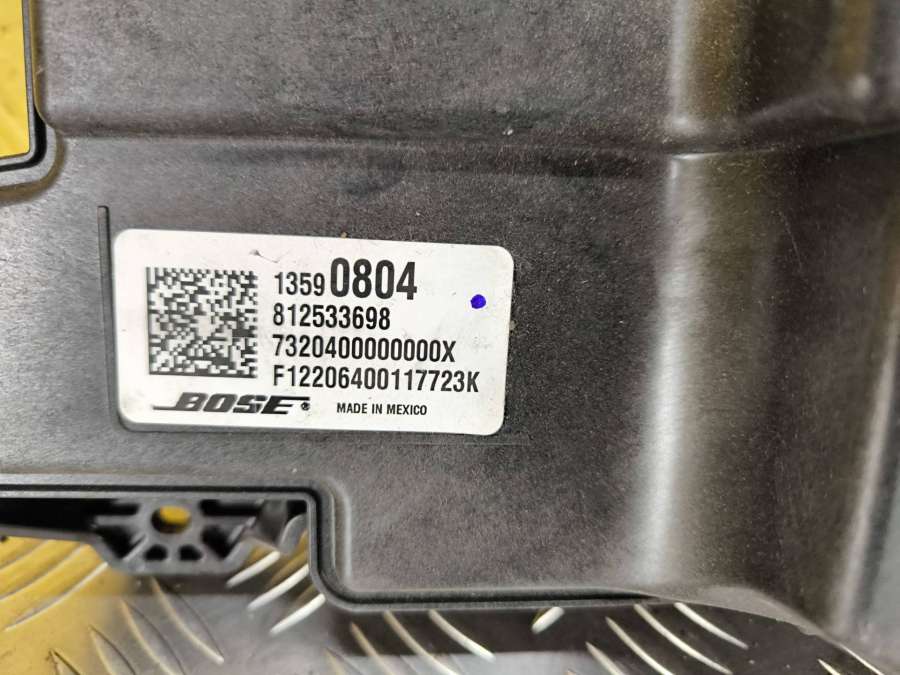 13590804
812533698
7320400000000X
F12206400117723K
BOSE® MADE IN MEXICO